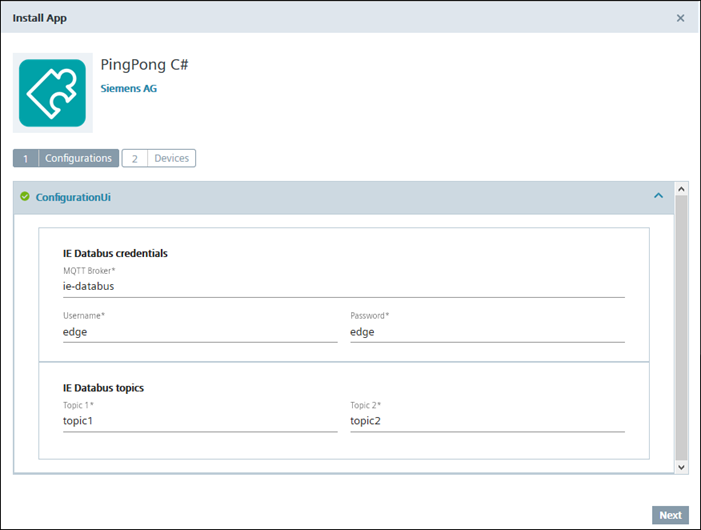 Install App
PingPong C#
Siemens AG
1 Configurations 2 Devices
ConfigurationUi
IE Databus credentials
MQTT Broker*
ie-databus
Username* Password*
edge edge
IE Databus topics
Topic 1* Topic 2*
topic1 topic2
Next